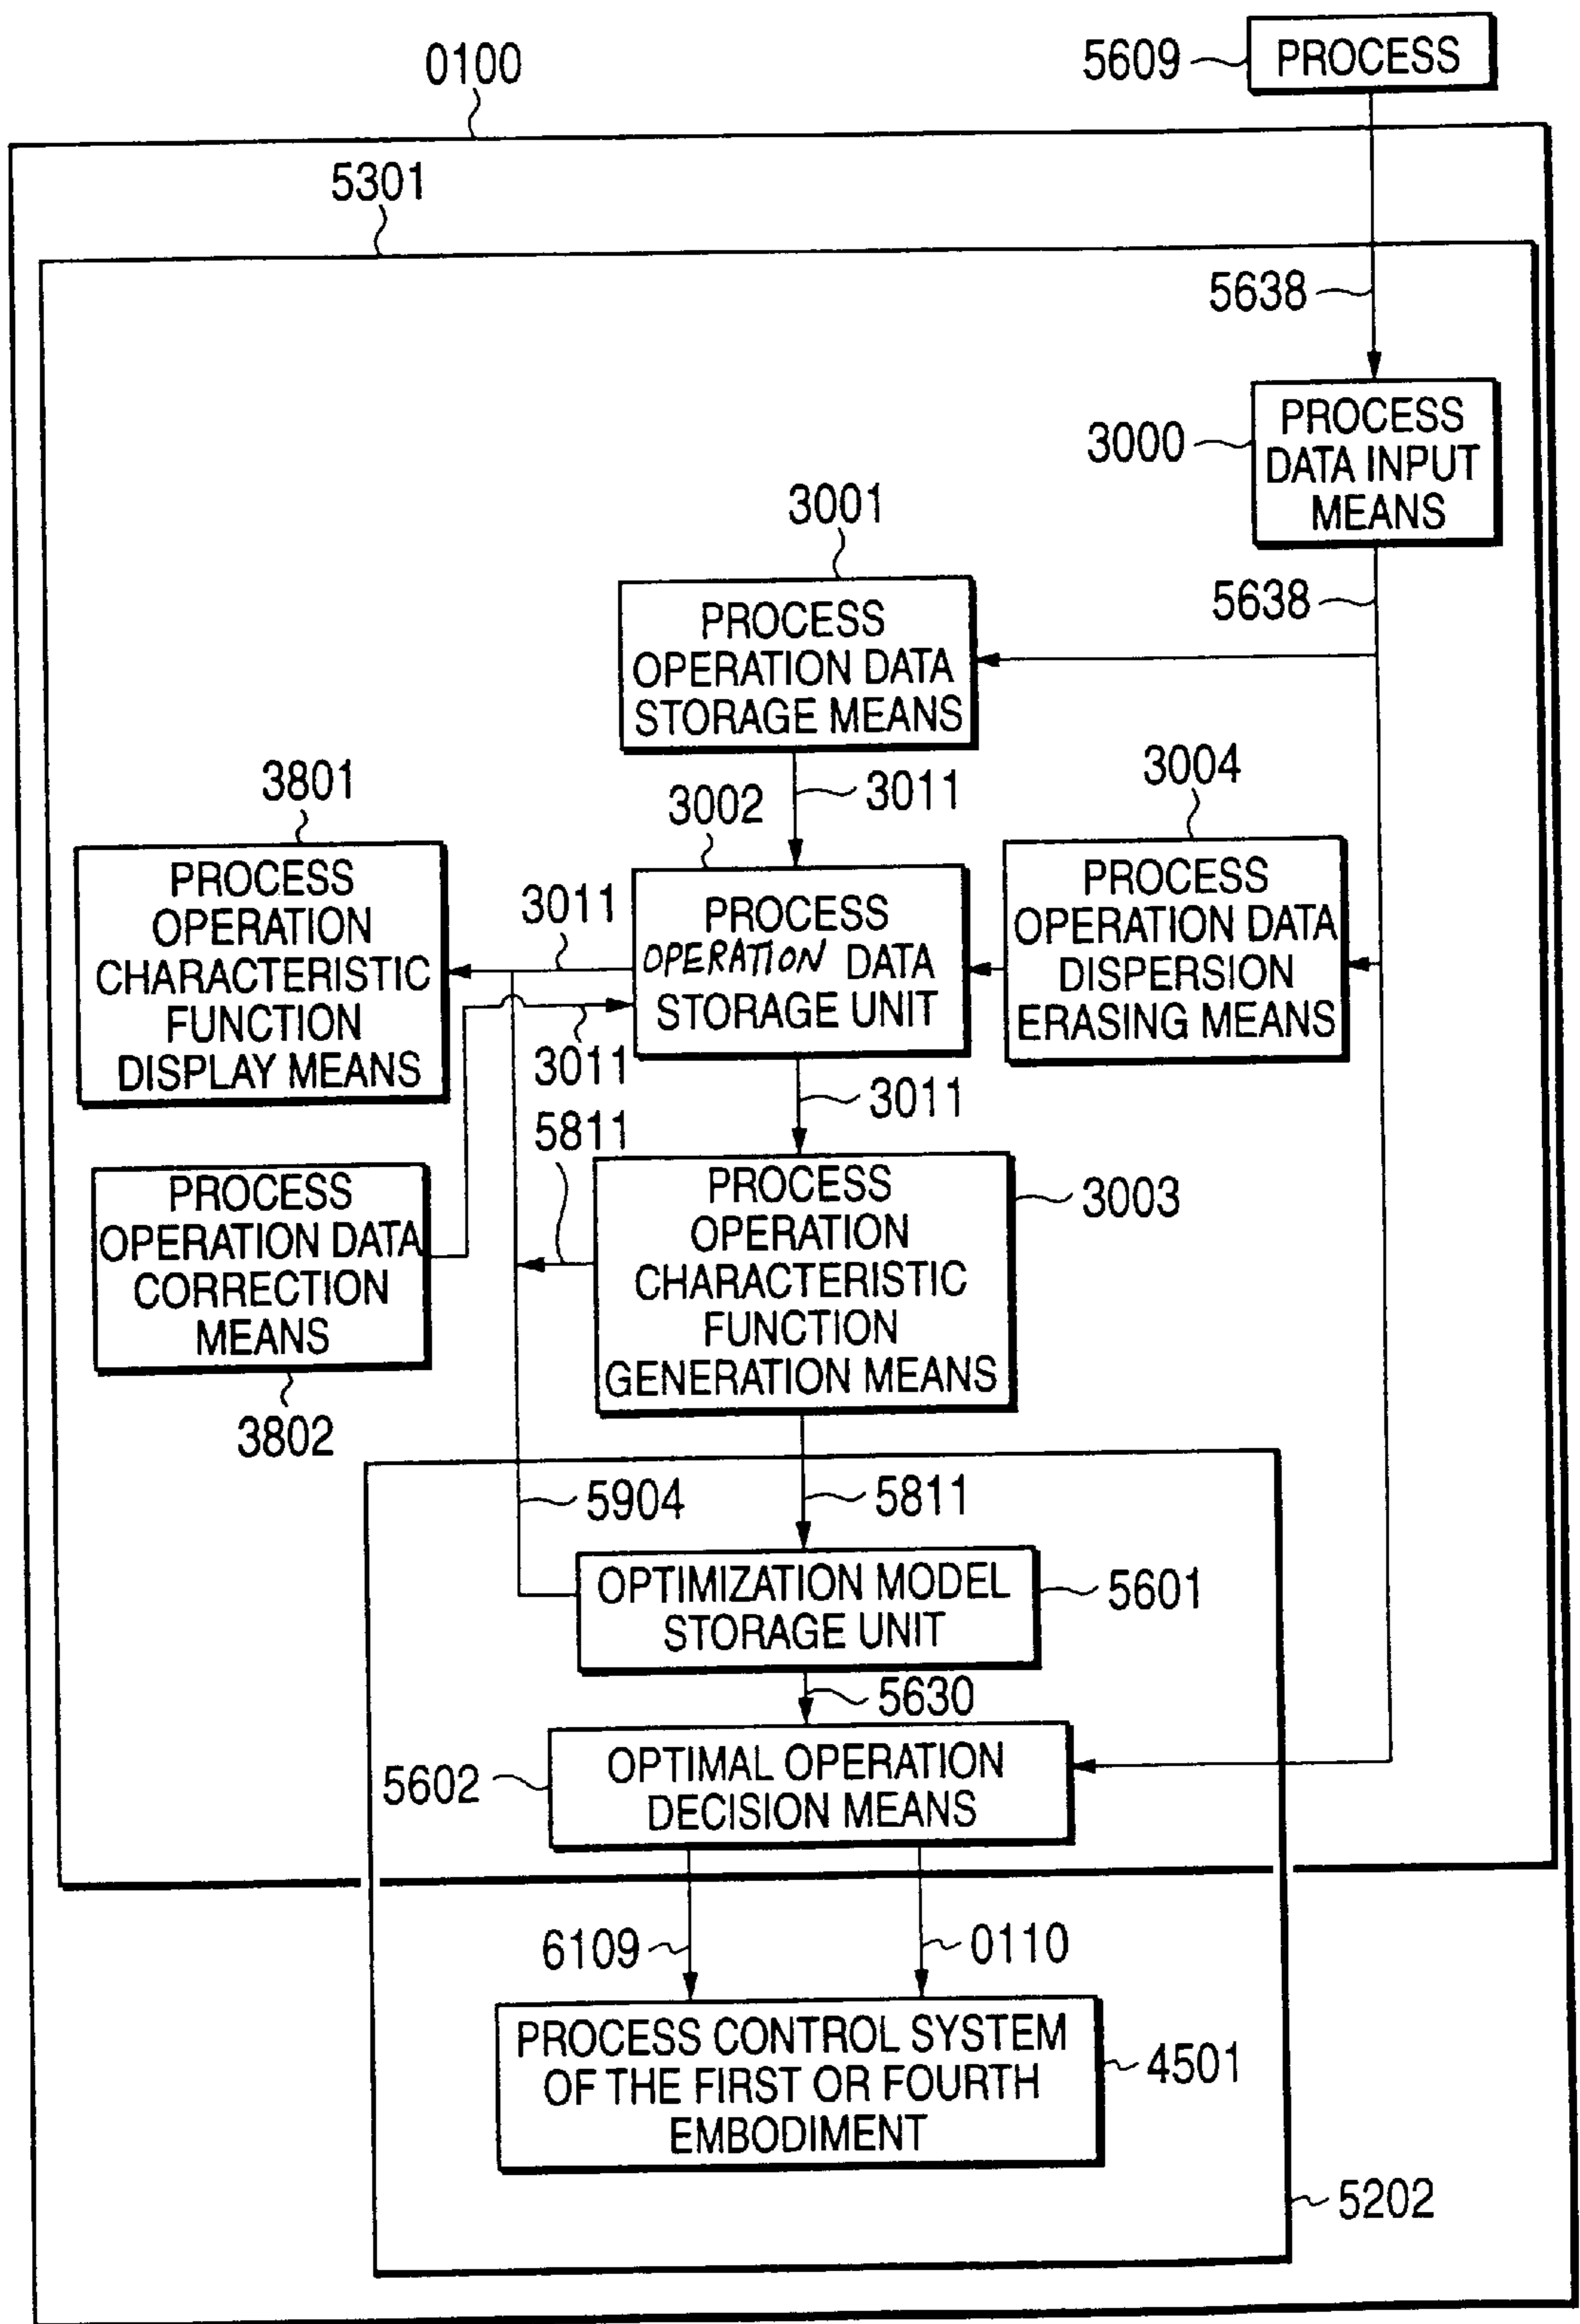 0100
5609
PROCESS
5301
5638
3000
PROCESS
DATA INPUT
MEANS
3001
5638
PROCESS
OPERATION DATA
STORAGE MEANS
3801
3002
3011
3004
PROCESS
OPERATION
CHARACTERISTIC
FUNCTION
DISPLAY MEANS
3011
PROCESS
OPERATION DATA
STORAGE UNIT
PROCESS
OPERATION DATA
DISPERSION
ERASING MEANS
3011
3011
5811
PROCESS
OPERATION DATA
CORRECTION
MEANS
3802
PROCESS
OPERATION
CHARACTERISTIC
FUNCTION
GENERATION MEANS
3003
5904
5811
OPTIMIZATION MODEL
STORAGE UNIT
5601
5630
5602
OPTIMAL OPERATION
DECISION MEANS
6109
0110
PROCESS CONTROL SYSTEM
OF THE FIRST OR FOURTH
EMBODIMENT
4501
5202